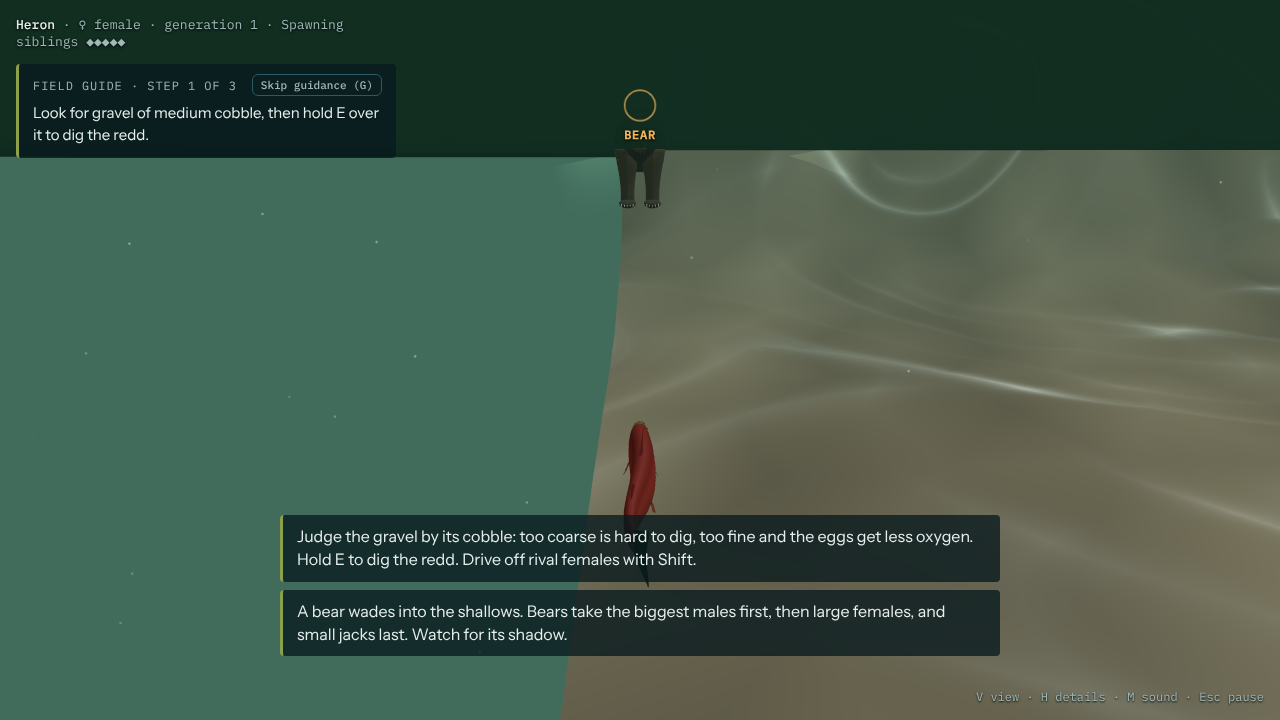 Heron · ♀ female · generation 1 · Spawning
siblings ◆◆◆◆◆
FIELD GUIDE · STEP 1 OF 3
Skip guidance (G)
Look for gravel of medium cobble, then hold E over
it to dig the redd.
BEAR
Judge the gravel by its cobble: too coarse is hard to dig, too fine and the eggs get less oxygen.
Hold E to dig the redd. Drive off rival females with Shift.
A bear wades into the shallows. Bears take the biggest males first, then large females, and
small jacks last. Watch for its shadow.
V view · H details · M sound · Esc pause